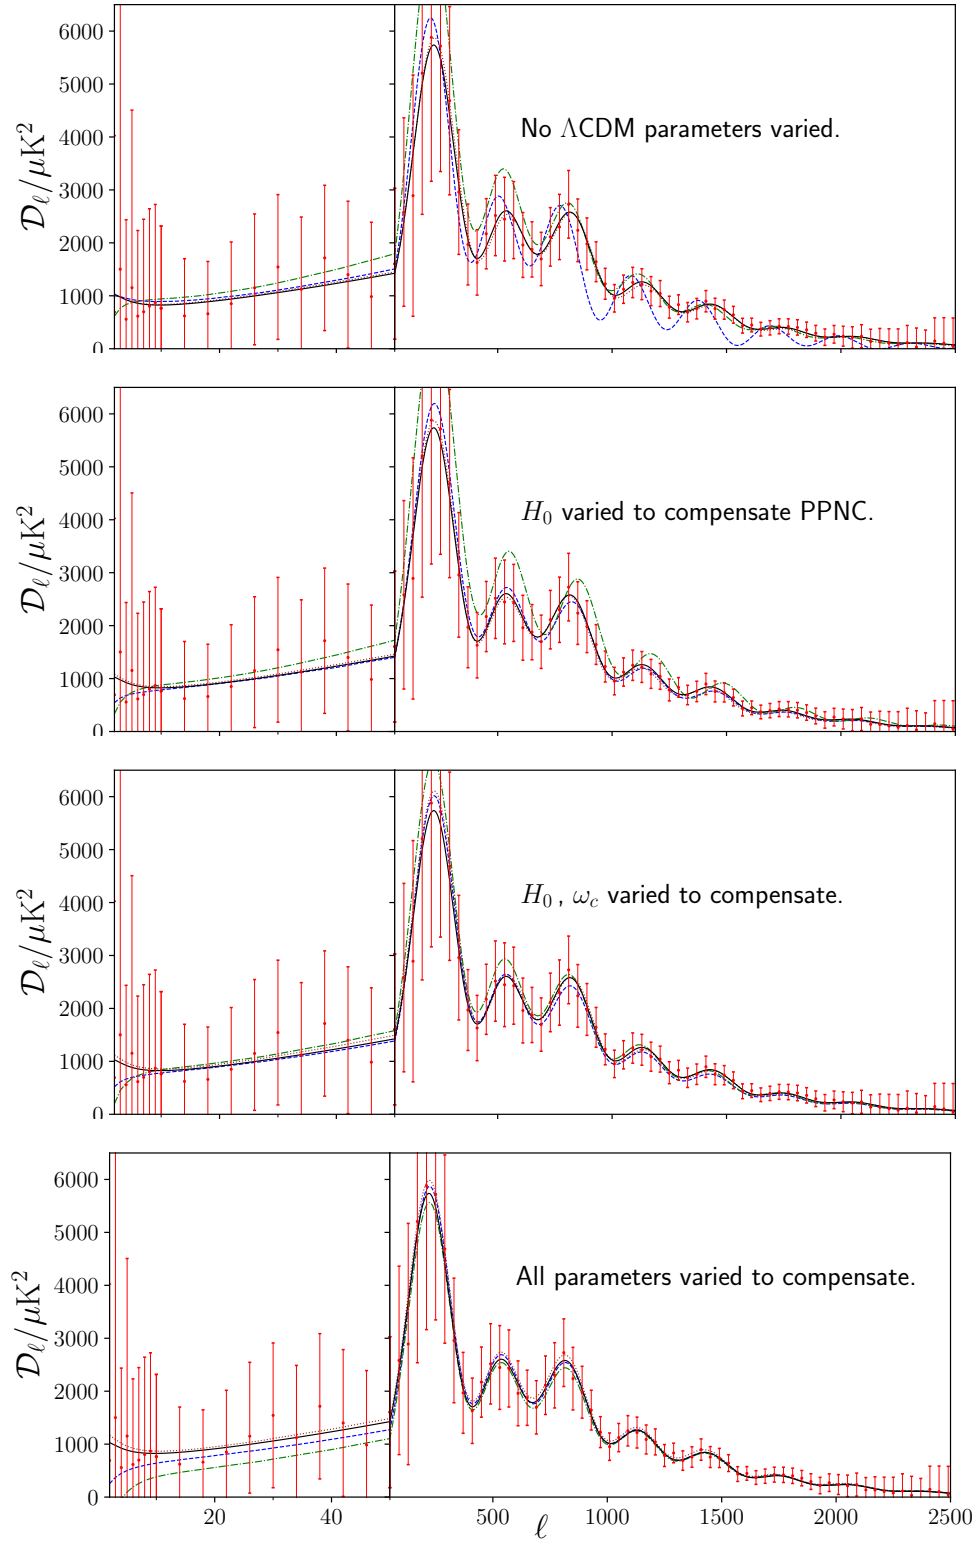 6000
5000
4000
3000
2000
1000
0
𝒟ℓ/μK²
No ΛCDM parameters varied.
6000
5000
4000
3000
2000
1000
0
𝒟ℓ/μK²
H₀ varied to compensate PPNC.
6000
5000
4000
3000
2000
1000
0
𝒟ℓ/μK²
H₀, ω_c varied to compensate.
6000
5000
4000
3000
2000
1000
0
𝒟ℓ/μK²
All parameters varied to compensate.
20 40 500 1000 1500 2000 2500
ℓ